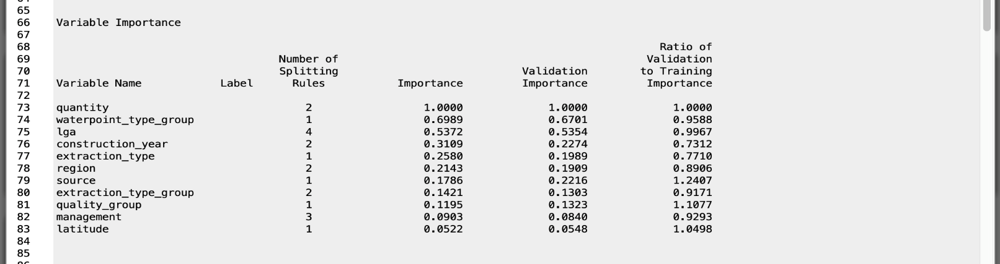 65
66 Variable Importance
67
68 Ratio of
69 Number of Validation
70 Splitting Validation to Training
71 Variable Name Label Rules Importance Importance Importance
72
73 quantity 2 1.0000 1.0000 1.0000
74 waterpoint_type_group 1 0.6989 0.6701 0.9588
75 lga 4 0.5372 0.5354 0.9967
76 construction_year 2 0.3109 0.2274 0.7312
77 extraction_type 1 0.2580 0.1989 0.7710
78 region 2 0.2143 0.1909 0.8906
79 source 1 0.1786 0.2216 1.2407
80 extraction_type_group 2 0.1421 0.1303 0.9171
81 quality_group 1 0.1195 0.1323 1.1077
82 management 3 0.0903 0.0840 0.9293
83 latitude 1 0.0522 0.0548 1.0498
84
85